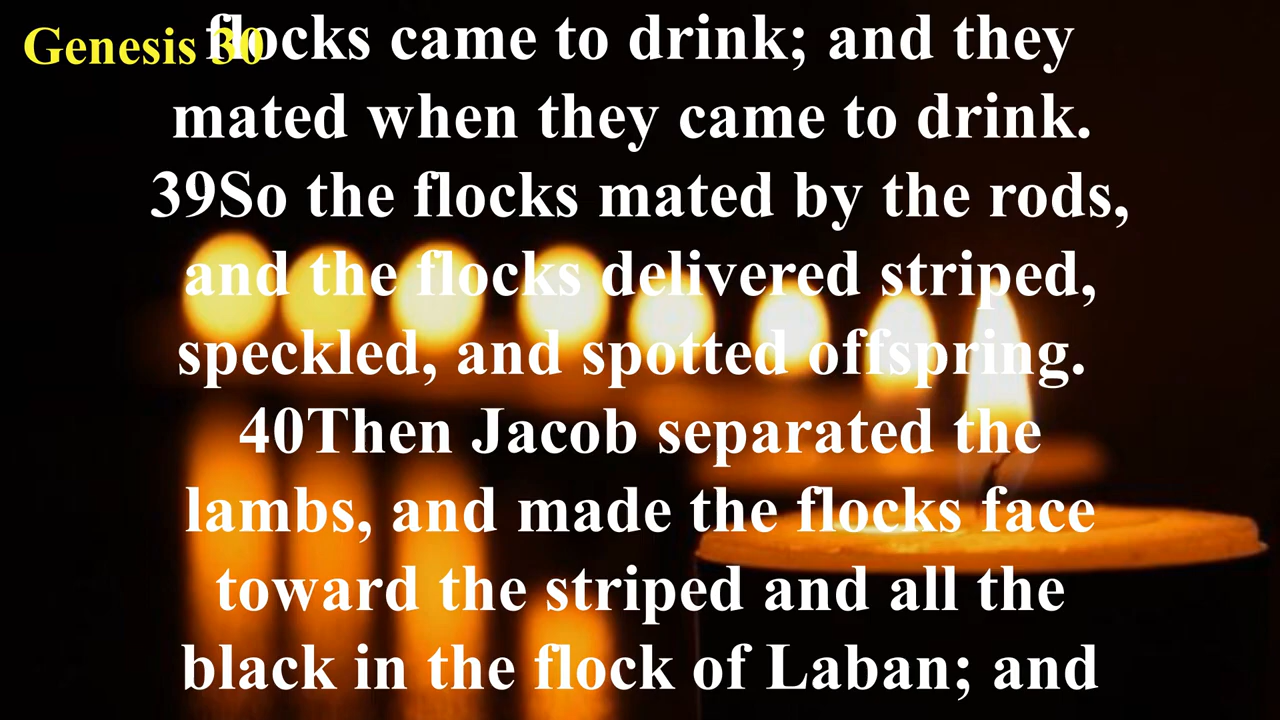 Genesis 30
flocks came to drink; and they
mated when they came to drink.
39So the flocks mated by the rods,
and the flocks delivered striped,
speckled, and spotted offspring.
40Then Jacob separated the
lambs, and made the flocks face
toward the striped and all the
black in the flock of Laban; and